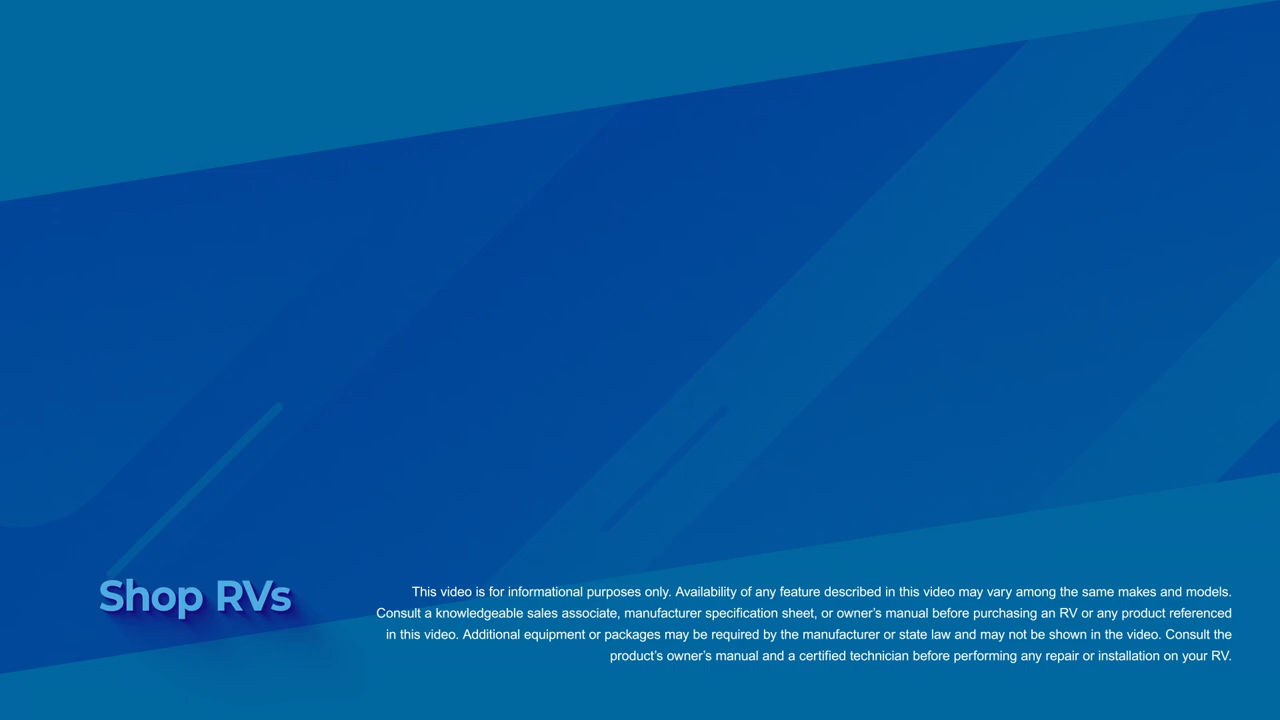 Shop RVs
This video is for informational purposes only. Availability of any feature described in this video may vary among the same makes and models.
Consult a knowledgeable sales associate, manufacturer specification sheet, or owner’s manual before purchasing an RV or any product referenced
in this video. Additional equipment or packages may be required by the manufacturer or state law and may not be shown in the video. Consult the
product’s owner’s manual and a certified technician before performing any repair or installation on your RV.